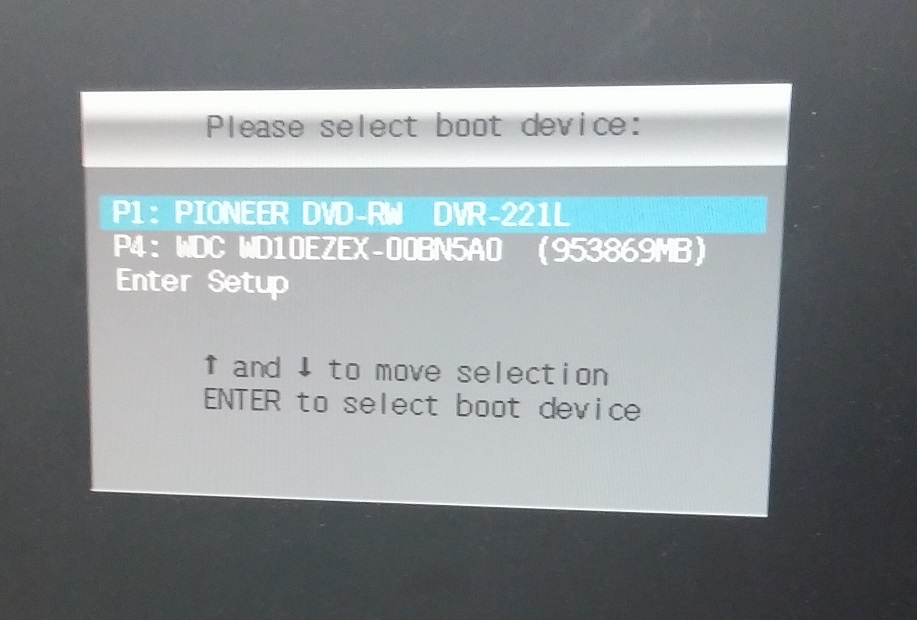 Please select boot device:
P1: PIONEER DVD-RW  DVR-221L
P4: WDC WD10EZEX-00BN5A0  (953869MB)
Enter Setup
↑ and ↓ to move selection
ENTER to select boot device